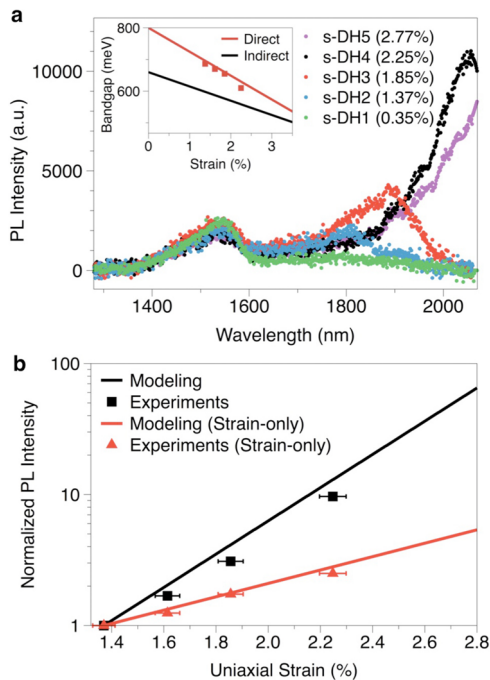 a
Direct
Indirect
800
600
Bandgap (meV)
0
1
2
3
Strain (%)
s-DH5 (2.77%)
s-DH4 (2.25%)
s-DH3 (1.85%)
s-DH2 (1.37%)
s-DH1 (0.35%)
10000
5000
0
PL Intensity (a.u.)
1400
1600
1800
2000
Wavelength (nm)
b
Modeling
Experiments
Modeling (Strain-only)
Experiments (Strain-only)
100
10
1
Normalized PL Intensity
1.4
1.6
1.8
2.0
2.2
2.4
2.6
2.8
Uniaxial Strain (%)